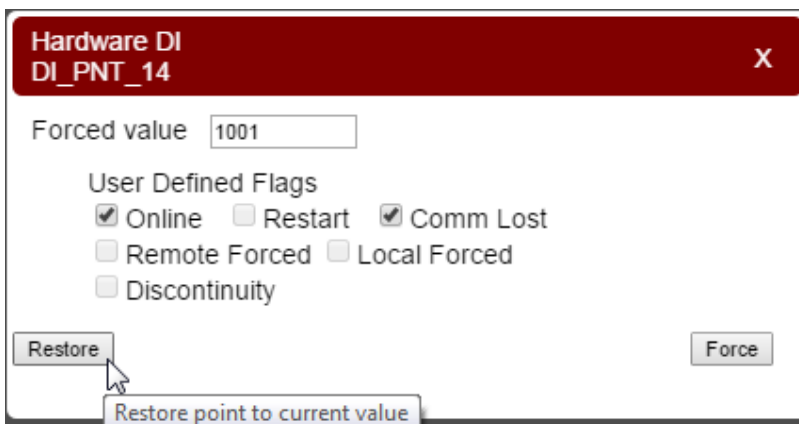 Hardware DI
DI_PNT_14
X
Forced value 1001
User Defined Flags
Online Restart Comm Lost
Remote Forced Local Forced
Discontinuity
Restore Force
Restore point to current value